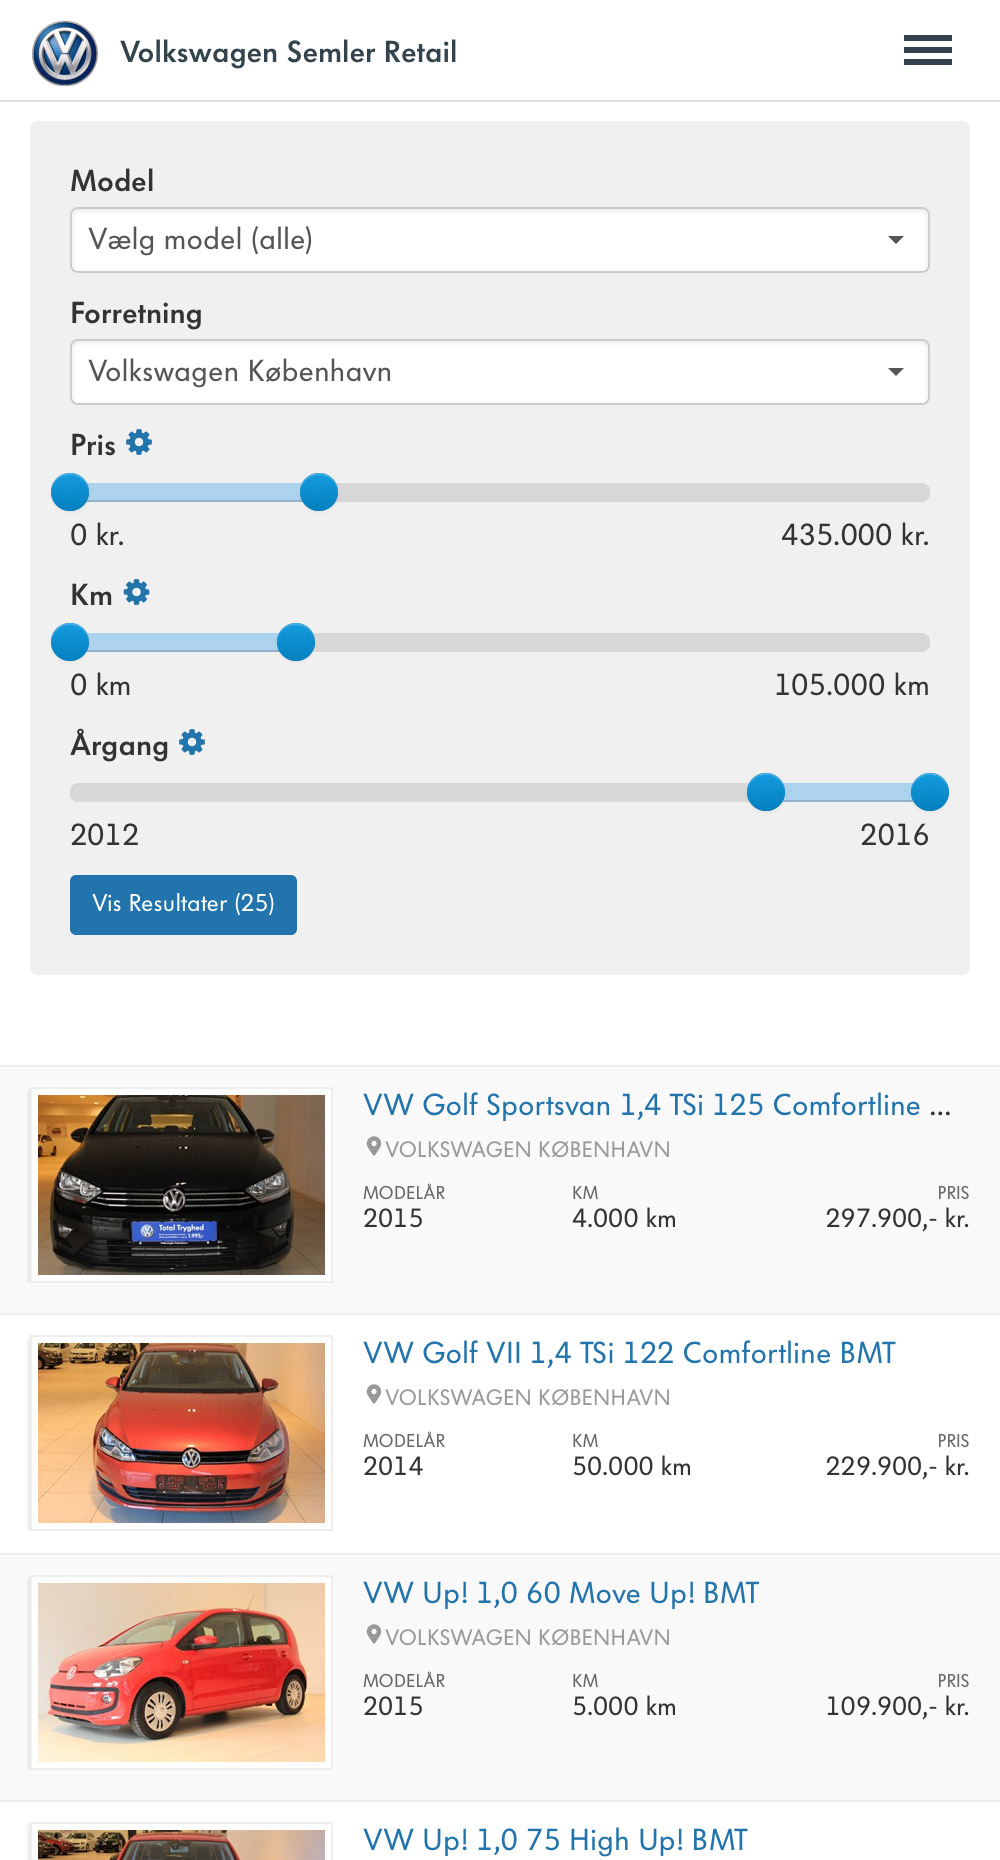 Volkswagen Semler Retail
Model
Vælg model (alle)
Forretning
Volkswagen København
Pris
0 kr. 435.000 kr.
Km
0 km 105.000 km
Årgang
2012 2016
Vis Resultater (25)
VW Golf Sportsvan 1,4 TSi 125 Comfortline ...
VOLKSWAGEN KØBENHAVN
MODELÅR KM PRIS
2015 4.000 km 297.900,- kr.
Total Tryghed
VW Golf VII 1,4 TSi 122 Comfortline BMT
VOLKSWAGEN KØBENHAVN
MODELÅR KM PRIS
2014 50.000 km 229.900,- kr.
VW Up! 1,0 60 Move Up! BMT
VOLKSWAGEN KØBENHAVN
MODELÅR KM PRIS
2015 5.000 km 109.900,- kr.
VW Up! 1,0 75 High Up! BMT